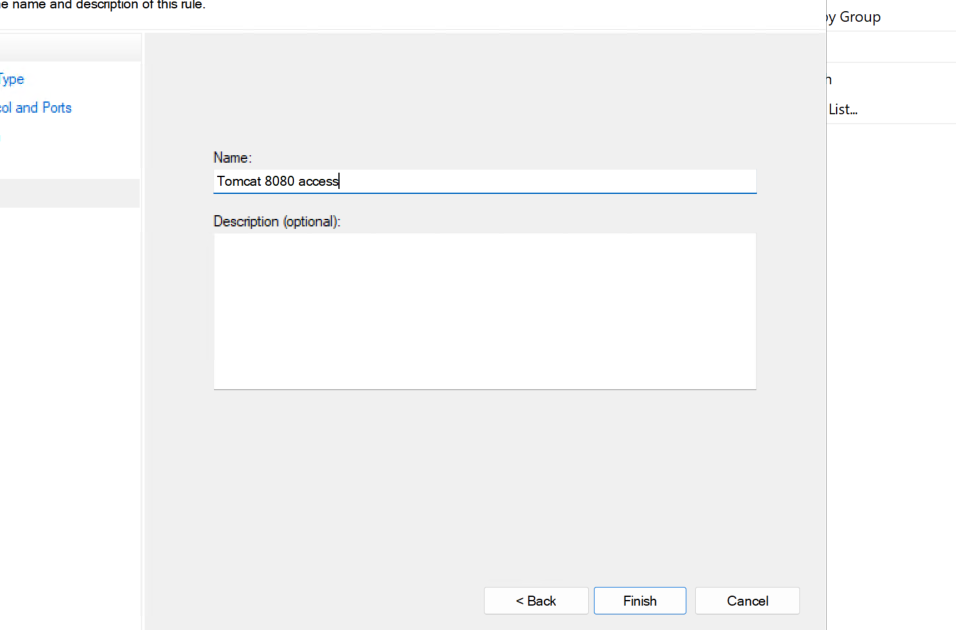 name and description of this rule.
by Group
Type
col and Ports
List...
Name:
Tomcat 8080 access
Description (optional):
< Back
Finish
Cancel